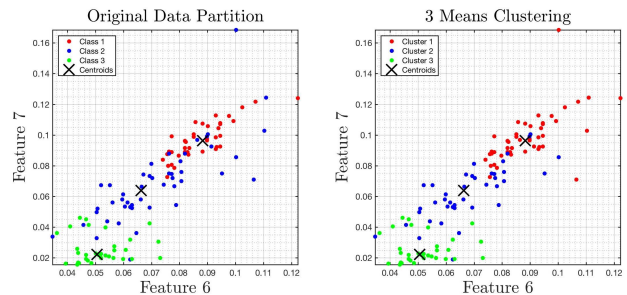 Original Data Partition
0.16
0.14
0.12
0.1
0.08
0.06
0.04
0.02
Feature 7
Class 1
Class 2
Class 3
Centroids
0.04 0.05 0.06 0.07 0.08 0.09 0.1 0.11 0.12
Feature 6
3 Means Clustering
0.16
0.14
0.12
0.1
0.08
0.06
0.04
0.02
Feature 7
Cluster 1
Cluster 2
Cluster 3
Centroids
0.04 0.05 0.06 0.07 0.08 0.09 0.1 0.11 0.12
Feature 6